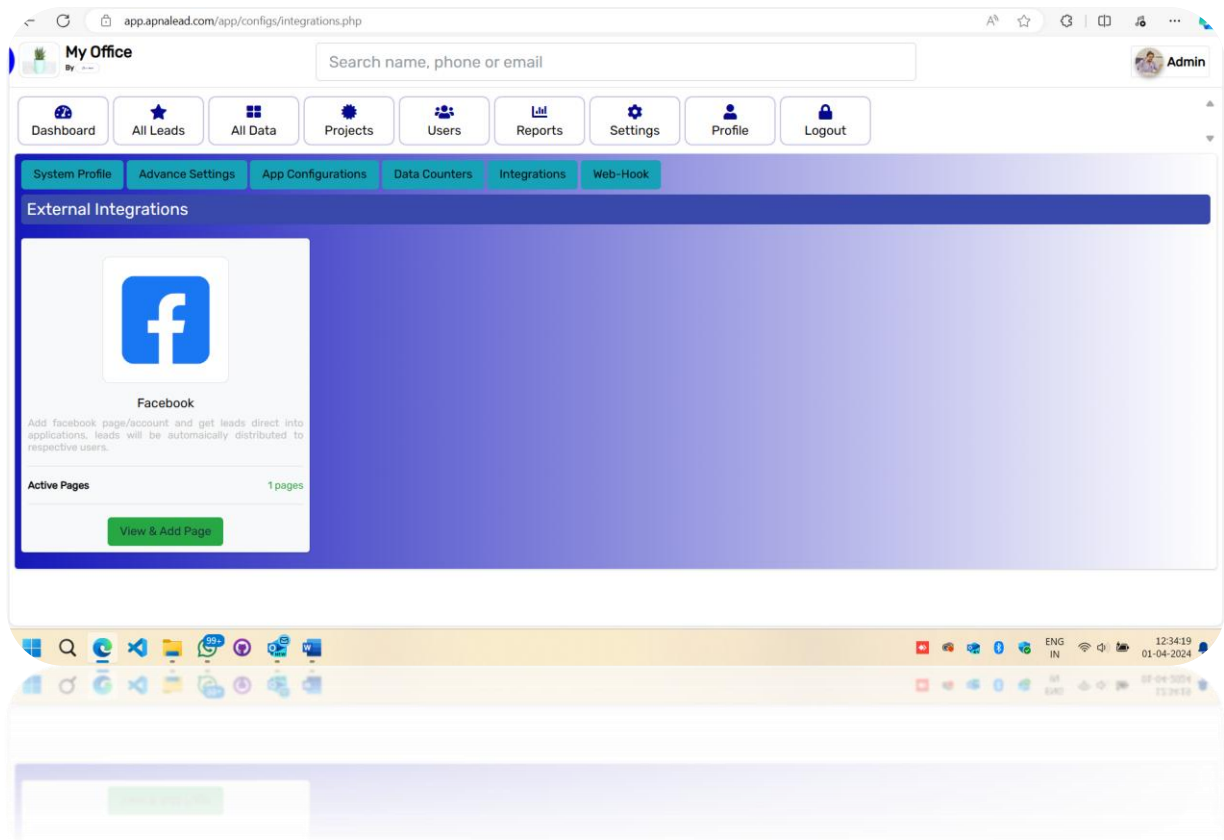 app.apnalead.com/app/configs/integrations.php
My Office
By
Search name, phone or email
Admin
Dashboard
All Leads
All Data
Projects
Users
Reports
Settings
Profile
Logout
System Profile
Advance Settings
App Configurations
Data Counters
Integrations
Web-Hook
External Integrations
Facebook
Add facebook page/account and get leads direct into
applications, leads will be automaically distributed to
respective users.
Active Pages
1 pages
View & Add Page
99+
NEW
ENG
IN
12:34:19
01-04-2024